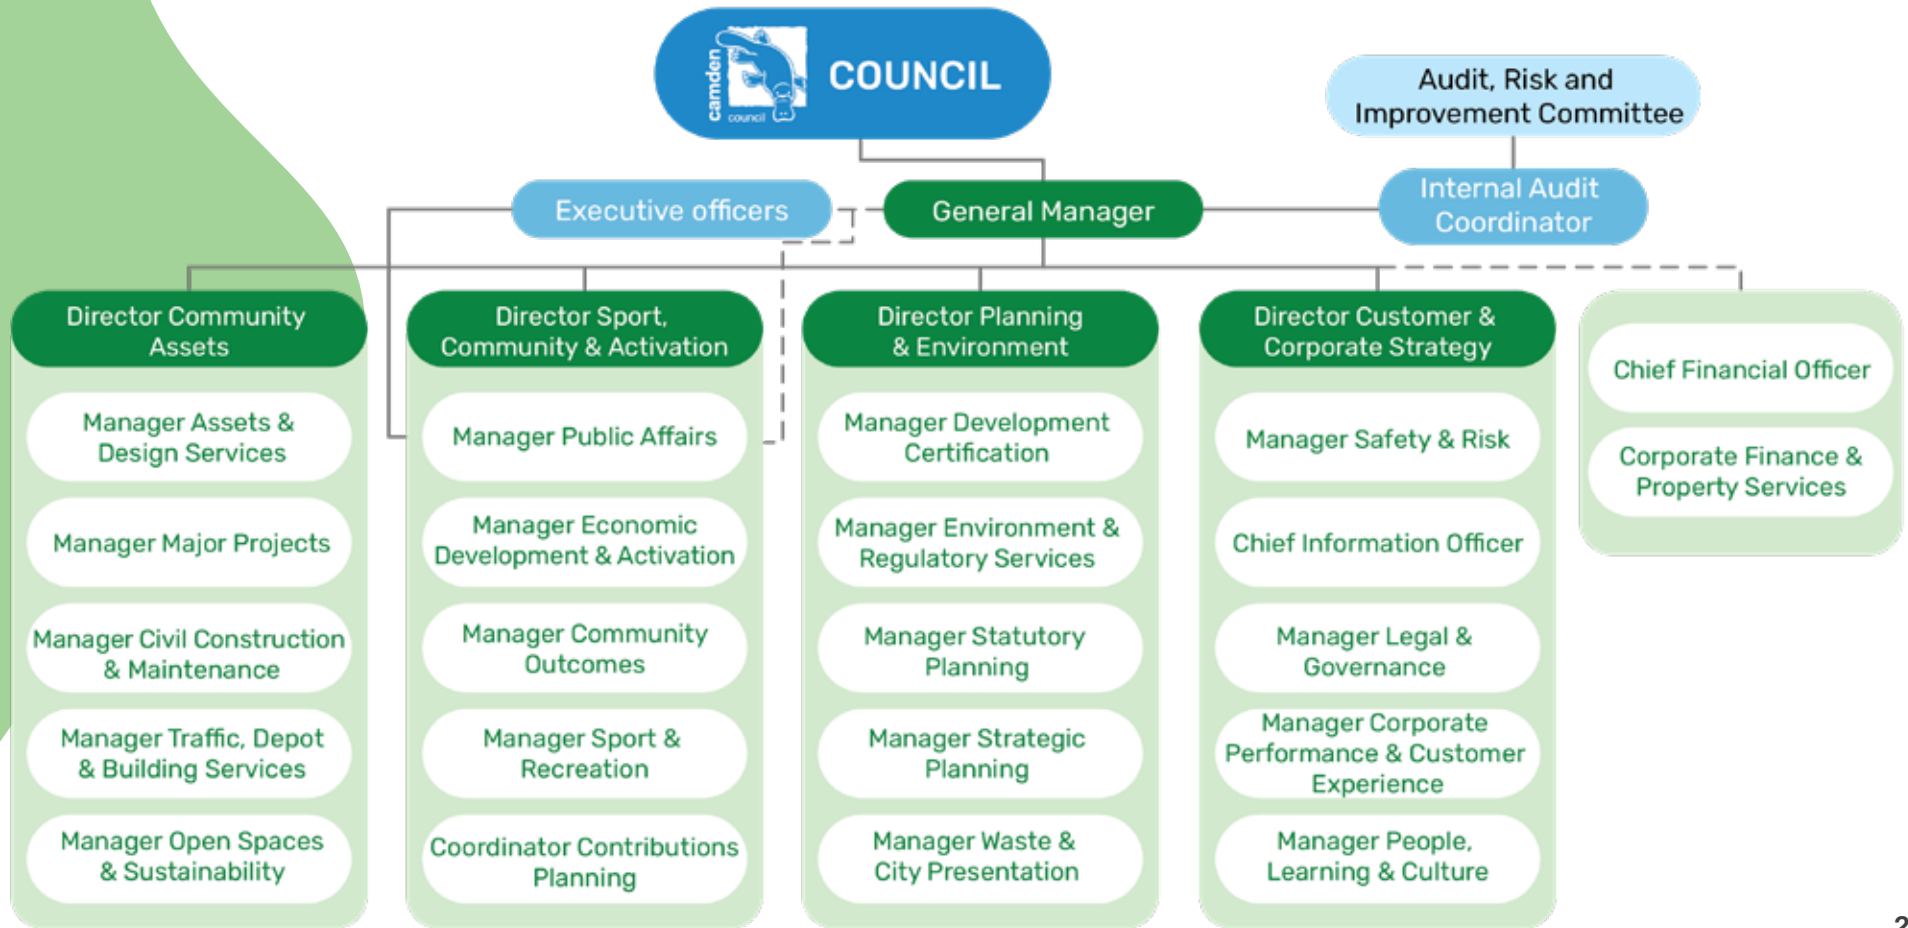 camden
council
COUNCIL
Audit, Risk and
Improvement Committee
Executive officers
General Manager
Internal Audit
Coordinator
Director Community
Assets
Manager Assets &
Design Services
Manager Major Projects
Manager Civil Construction
& Maintenance
Manager Traffic, Depot
& Building Services
Manager Open Spaces
& Sustainability
Director Sport,
Community & Activation
Manager Public Affairs
Manager Economic
Development & Activation
Manager Community
Outcomes
Manager Sport &
Recreation
Coordinator Contributions
Planning
Director Planning
& Environment
Manager Development
Certification
Manager Environment &
Regulatory Services
Manager Statutory
Planning
Manager Strategic
Planning
Manager Waste &
City Presentation
Director Customer &
Corporate Strategy
Manager Safety & Risk
Chief Information Officer
Manager Legal &
Governance
Manager Corporate
Performance & Customer
Experience
Manager People,
Learning & Culture
Chief Financial Officer
Corporate Finance &
Property Services